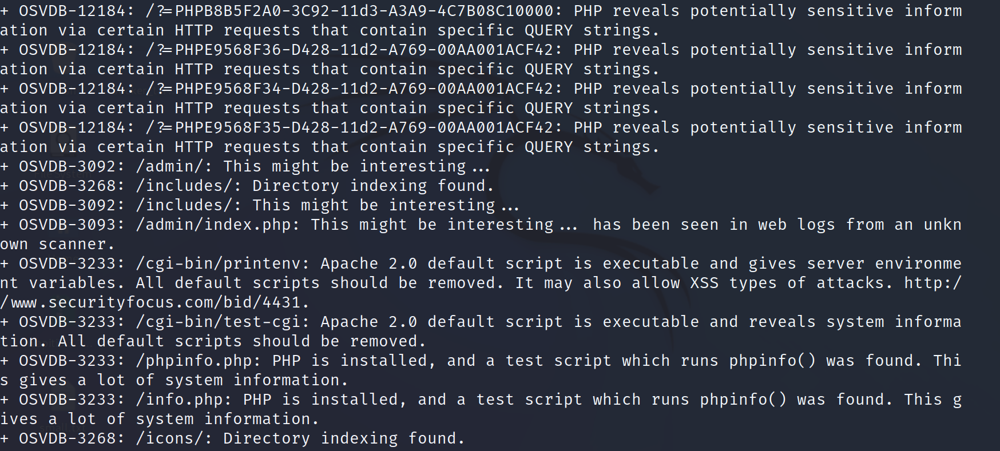 + OSVDB-12184: /?=PHPB8B5F2A0-3C92-11d3-A3A9-4C7B08C10000: PHP reveals potentially sensitive inform
ation via certain HTTP requests that contain specific QUERY strings.
+ OSVDB-12184: /?=PHPE9568F36-D428-11d2-A769-00AA001ACF42: PHP reveals potentially sensitive inform
ation via certain HTTP requests that contain specific QUERY strings.
+ OSVDB-12184: /?=PHPE9568F34-D428-11d2-A769-00AA001ACF42: PHP reveals potentially sensitive inform
ation via certain HTTP requests that contain specific QUERY strings.
+ OSVDB-12184: /?=PHPE9568F35-D428-11d2-A769-00AA001ACF42: PHP reveals potentially sensitive inform
ation via certain HTTP requests that contain specific QUERY strings.
+ OSVDB-3092: /admin/: This might be interesting...
+ OSVDB-3268: /includes/: Directory indexing found.
+ OSVDB-3092: /includes/: This might be interesting...
+ OSVDB-3093: /admin/index.php: This might be interesting... has been seen in web logs from an unkn
own scanner.
+ OSVDB-3233: /cgi-bin/printenv: Apache 2.0 default script is executable and gives server environme
nt variables. All default scripts should be removed. It may also allow XSS types of attacks. http:/
/www.securityfocus.com/bid/4431.
+ OSVDB-3233: /cgi-bin/test-cgi: Apache 2.0 default script is executable and reveals system informa
tion. All default scripts should be removed.
+ OSVDB-3233: /phpinfo.php: PHP is installed, and a test script which runs phpinfo() was found. Thi
s gives a lot of system information.
+ OSVDB-3233: /info.php: PHP is installed, and a test script which runs phpinfo() was found. This g
ives a lot of system information.
small.txt
+ OSVDB-3268: /icons/: Directory indexing found.